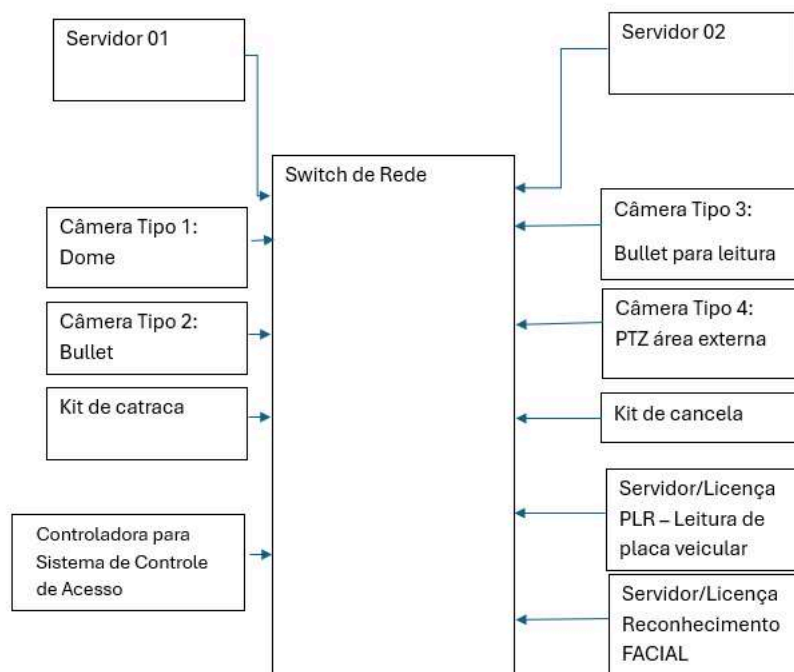 Servidor 01
Servidor 02
Switch de Rede
Câmera Tipo 1:
Dome
Câmera Tipo 3:
Bullet para leitura
Câmera Tipo 2:
Bullet
Câmera Tipo 4:
PTZ área externa
Kit de catraca
Kit de cancela
Controladora para
Sistema de Controle
de Acesso
Servidor/Licença
PLR – Leitura de
placa veicular
Servidor/Licença
Reconhecimento
FACIAL